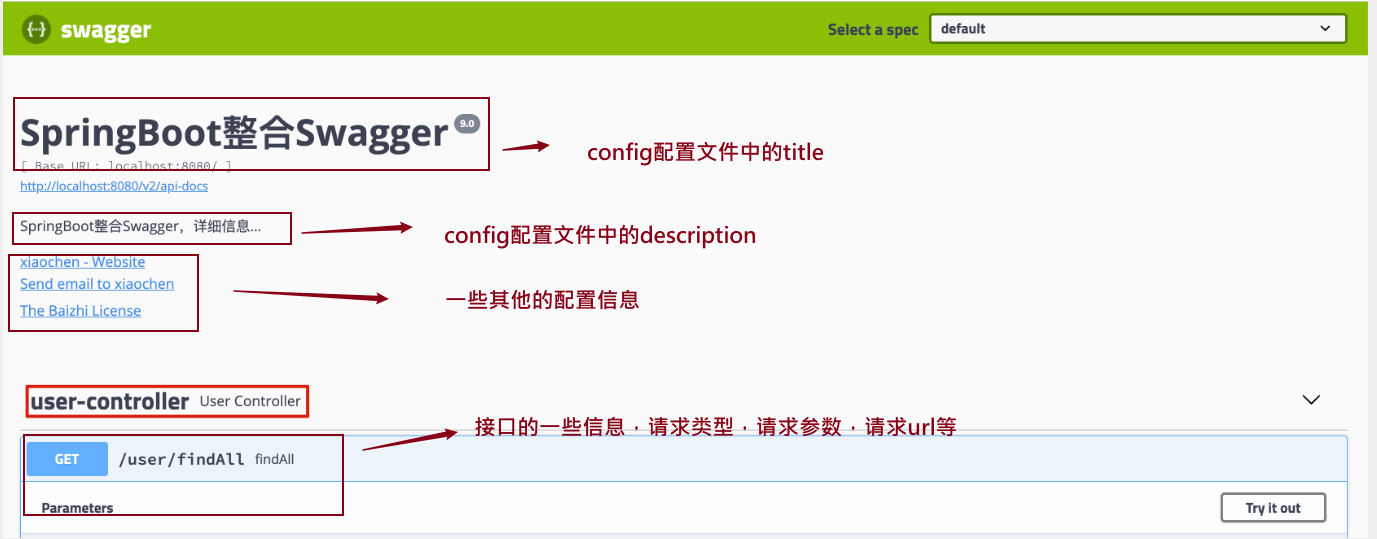 swagger
Select a spec
default
SpringBoot整合Swagger 9.0
config配置文件中的title
[ Base URL: localhost:8080/ ]
http://localhost:8080/v2/api-docs
SpringBoot整合Swagger，详细信息...
config配置文件中的description
xiaochen - Website
Send email to xiaochen
一些其他的配置信息
The Baizhi License
user-controller User Controller
接口的一些信息，请求类型，请求参数，请求url等
GET /user/findAll findAll
Parameters
Try it out